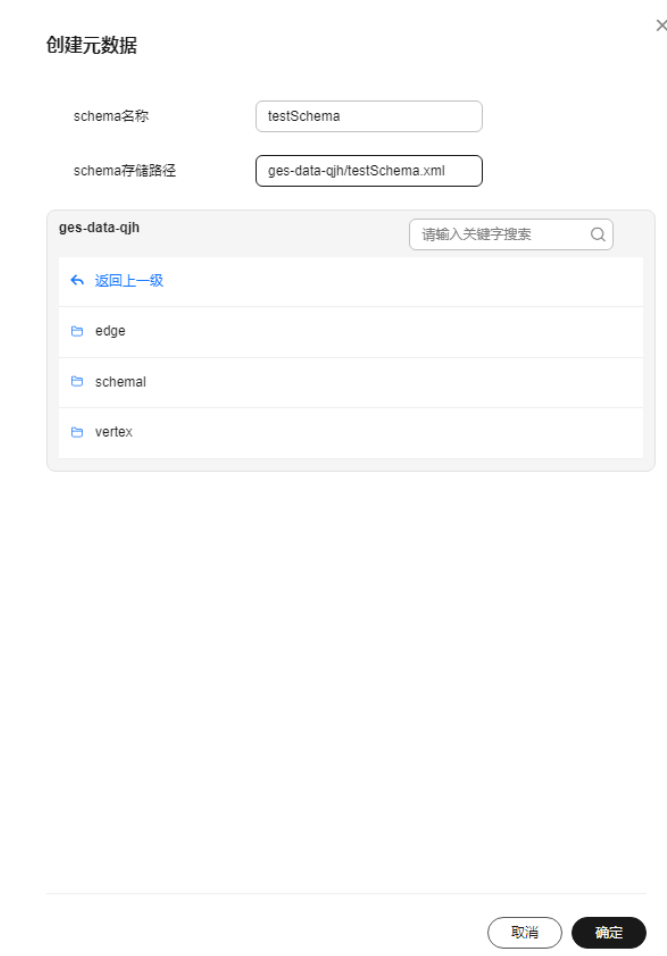 创建元数据
schema名称 testSchema
schema存储路径 ges-data-qjh/testSchema.xml
ges-data-qjh 请输入关键字搜索
返回上一级
edge
schemal
vertex
取消 确定